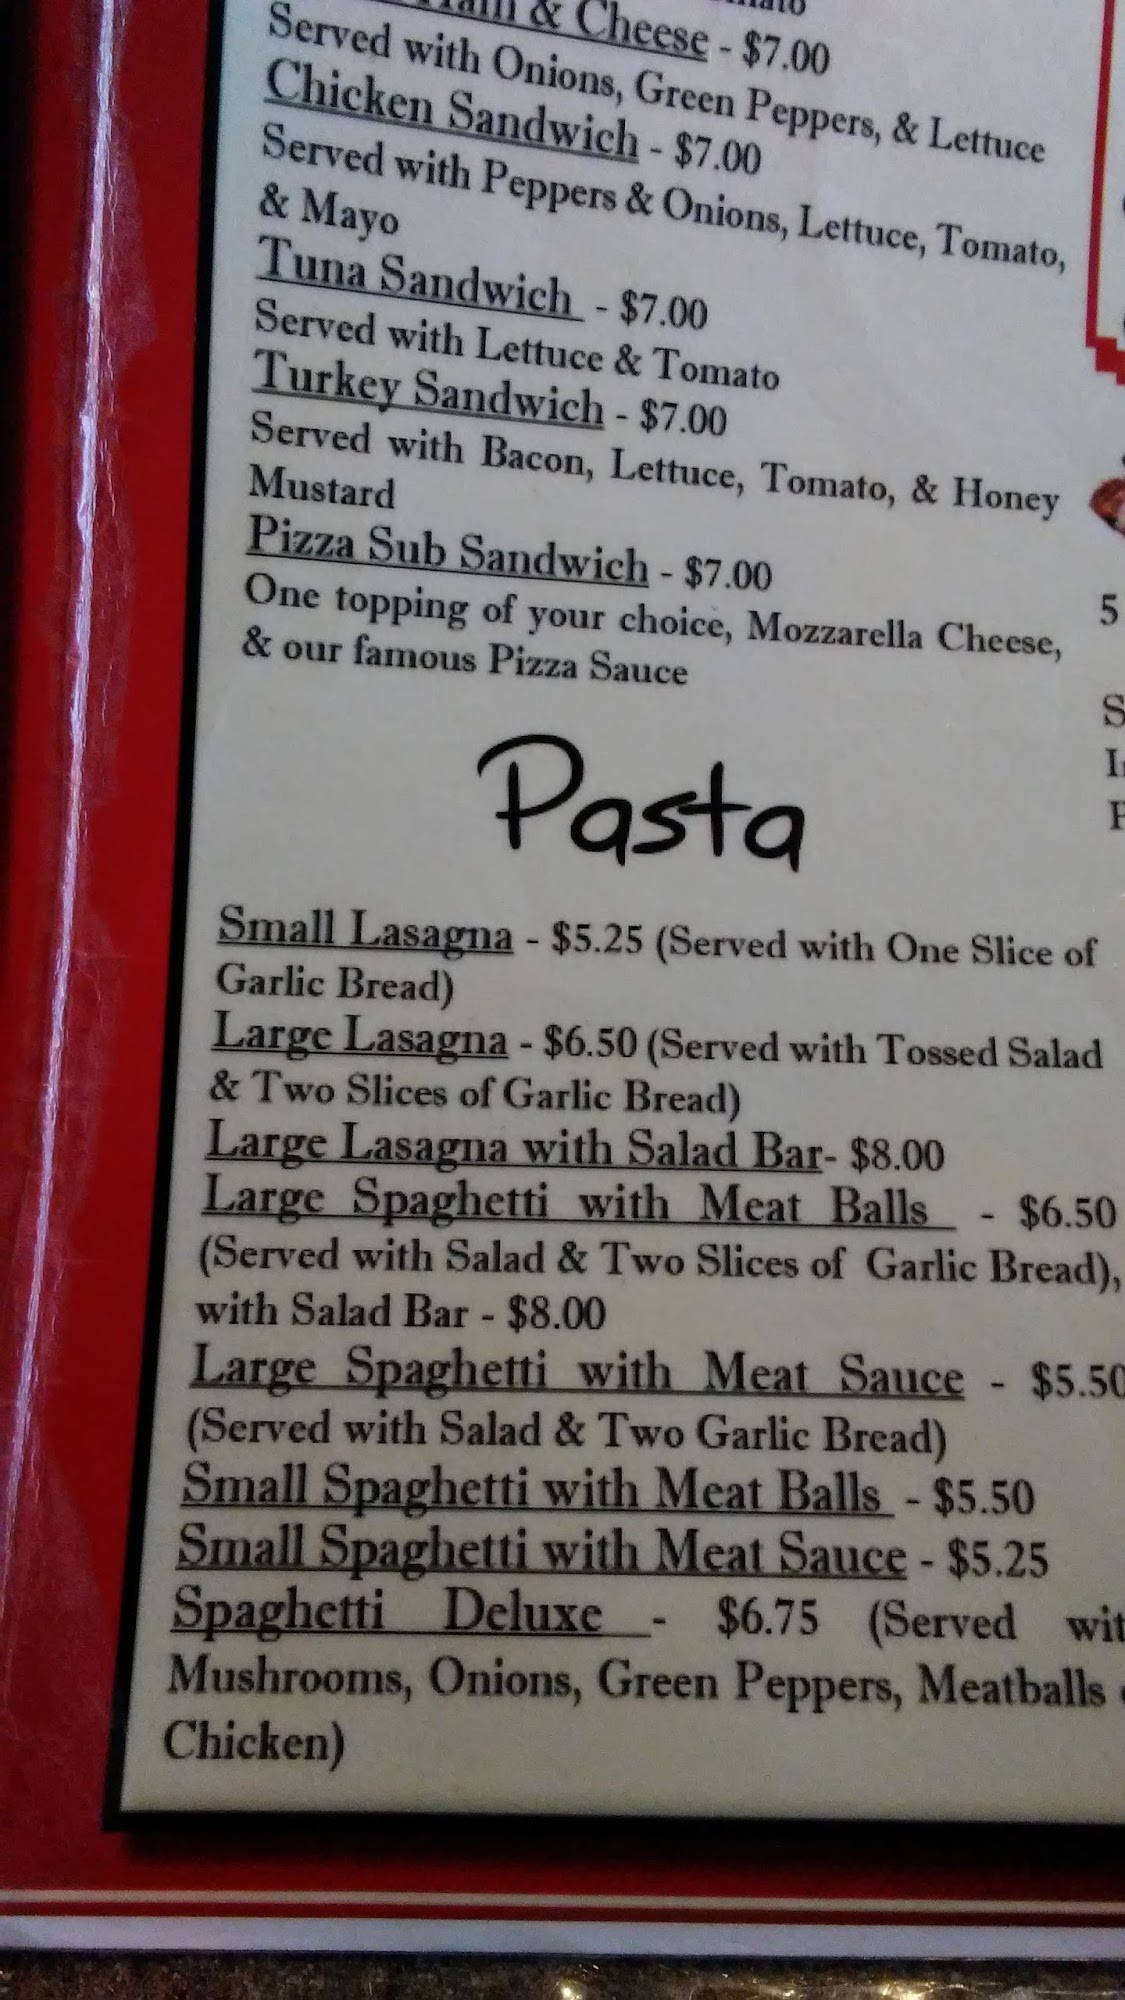 & Cheese - $7.00
Served with Onions, Green Peppers, & Lettuce
Chicken Sandwich - $7.00
Served with Peppers & Onions, Lettuce, Tomato,
& Mayo
Tuna Sandwich - $7.00
Served with Lettuce & Tomato
Turkey Sandwich - $7.00
Served with Bacon, Lettuce, Tomato, & Honey
Mustard
Pizza Sub Sandwich - $7.00
One topping of your choice, Mozzarella Cheese,
& our famous Pizza Sauce
Pasta
Small Lasagna - $5.25 (Served with One Slice of
Garlic Bread)
Large Lasagna - $6.50 (Served with Tossed Salad
& Two Slices of Garlic Bread)
Large Lasagna with Salad Bar- $8.00
Large Spaghetti with Meat Balls - $6.50
(Served with Salad & Two Slices of Garlic Bread),
with Salad Bar - $8.00
Large Spaghetti with Meat Sauce - $5.50
(Served with Salad & Two Garlic Bread)
Small Spaghetti with Meat Balls - $5.50
Small Spaghetti with Meat Sauce - $5.25
Spaghetti Deluxe - $6.75 (Served
Mushrooms, Onions, Green Peppers, Meatballs
Chicken)
5